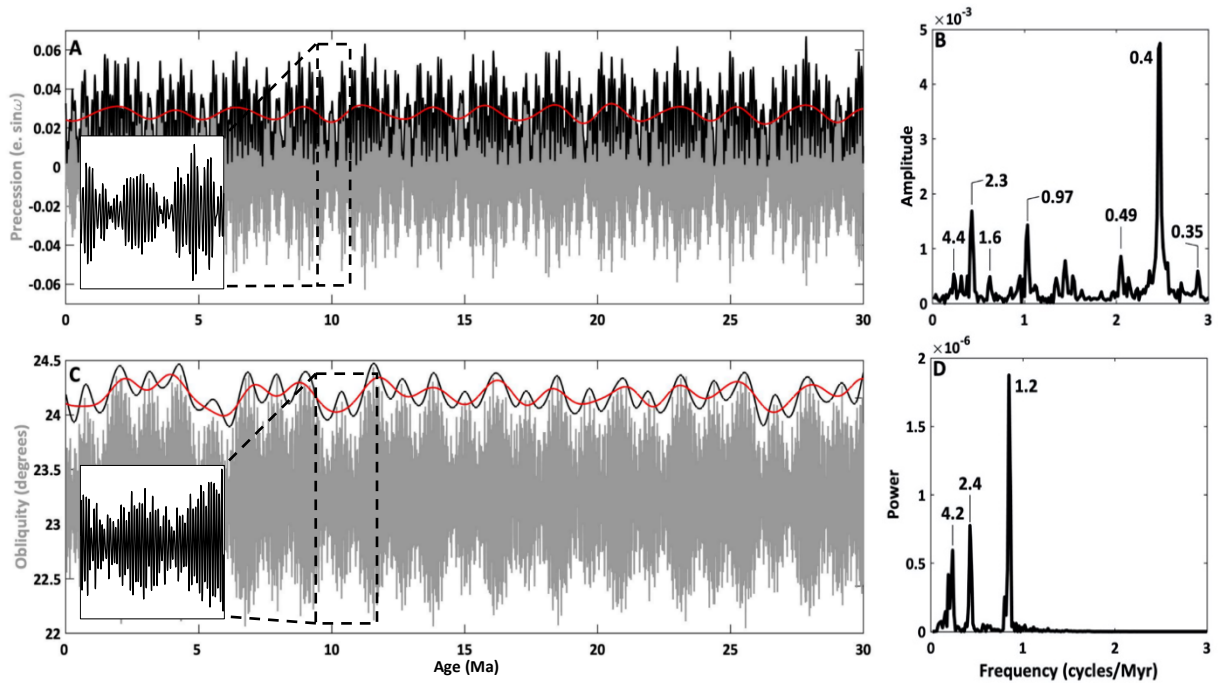 A
Precession (e. sinω)
0.06
0.04
0.02
0
-0.02
-0.04
-0.06
0 5 10 15 20 25 30
B
×10⁻³
Amplitude
5
4
3
2
1
0
0 1 2 3
4.4
2.3
1.6
0.97
0.49
0.4
0.35
C
Obliquity (degrees)
24.5
24
23.5
23
22.5
22
0 5 10 15 20 25 30
Age (Ma)
D
×10⁻⁶
Power
2
1.5
1
0.5
0
0 1 2 3
4.2
2.4
1.2
Frequency (cycles/Myr)